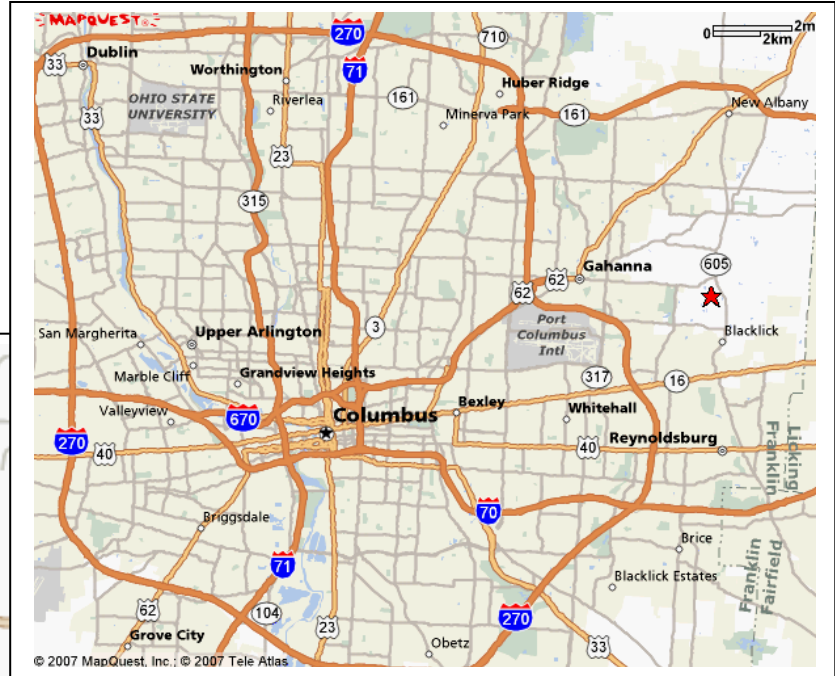 MAPQUEST
270
710
0 2m
2km
33
Dublin
71
Worthington
Huber Ridge
161
OHIO STATE
UNIVERSITY
Riverlea
Minerva Park
161
New Albany
33
23
315
Gahanna
605
62
62
3
Port
Columbus
Intl
San Margherita
Upper Arlington
Blacklick
Marble Cliff
Grandview Heights
317
16
Valleyview
670
Columbus
Bexley
Whitehall
270
40
40
Reynoldsburg
Franklin
Licking
70
Briggsdale
Brice
71
Blacklick Estates
Franklin
Fairfield
62
104
23
270
Grove City
Obetz
33
© 2007 MapQuest, Inc.; © 2007 Tele Atlas